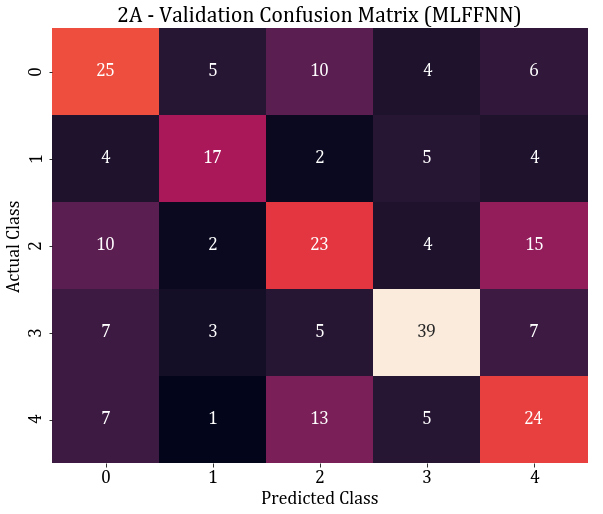 2A - Validation Confusion Matrix (MLFFNN)
Actual Class
0 25 5 10 4 6
1 4 17 2 5 4
2 10 2 23 4 15
3 7 3 5 39 7
4 7 1 13 5 24
0 1 2 3 4
Predicted Class